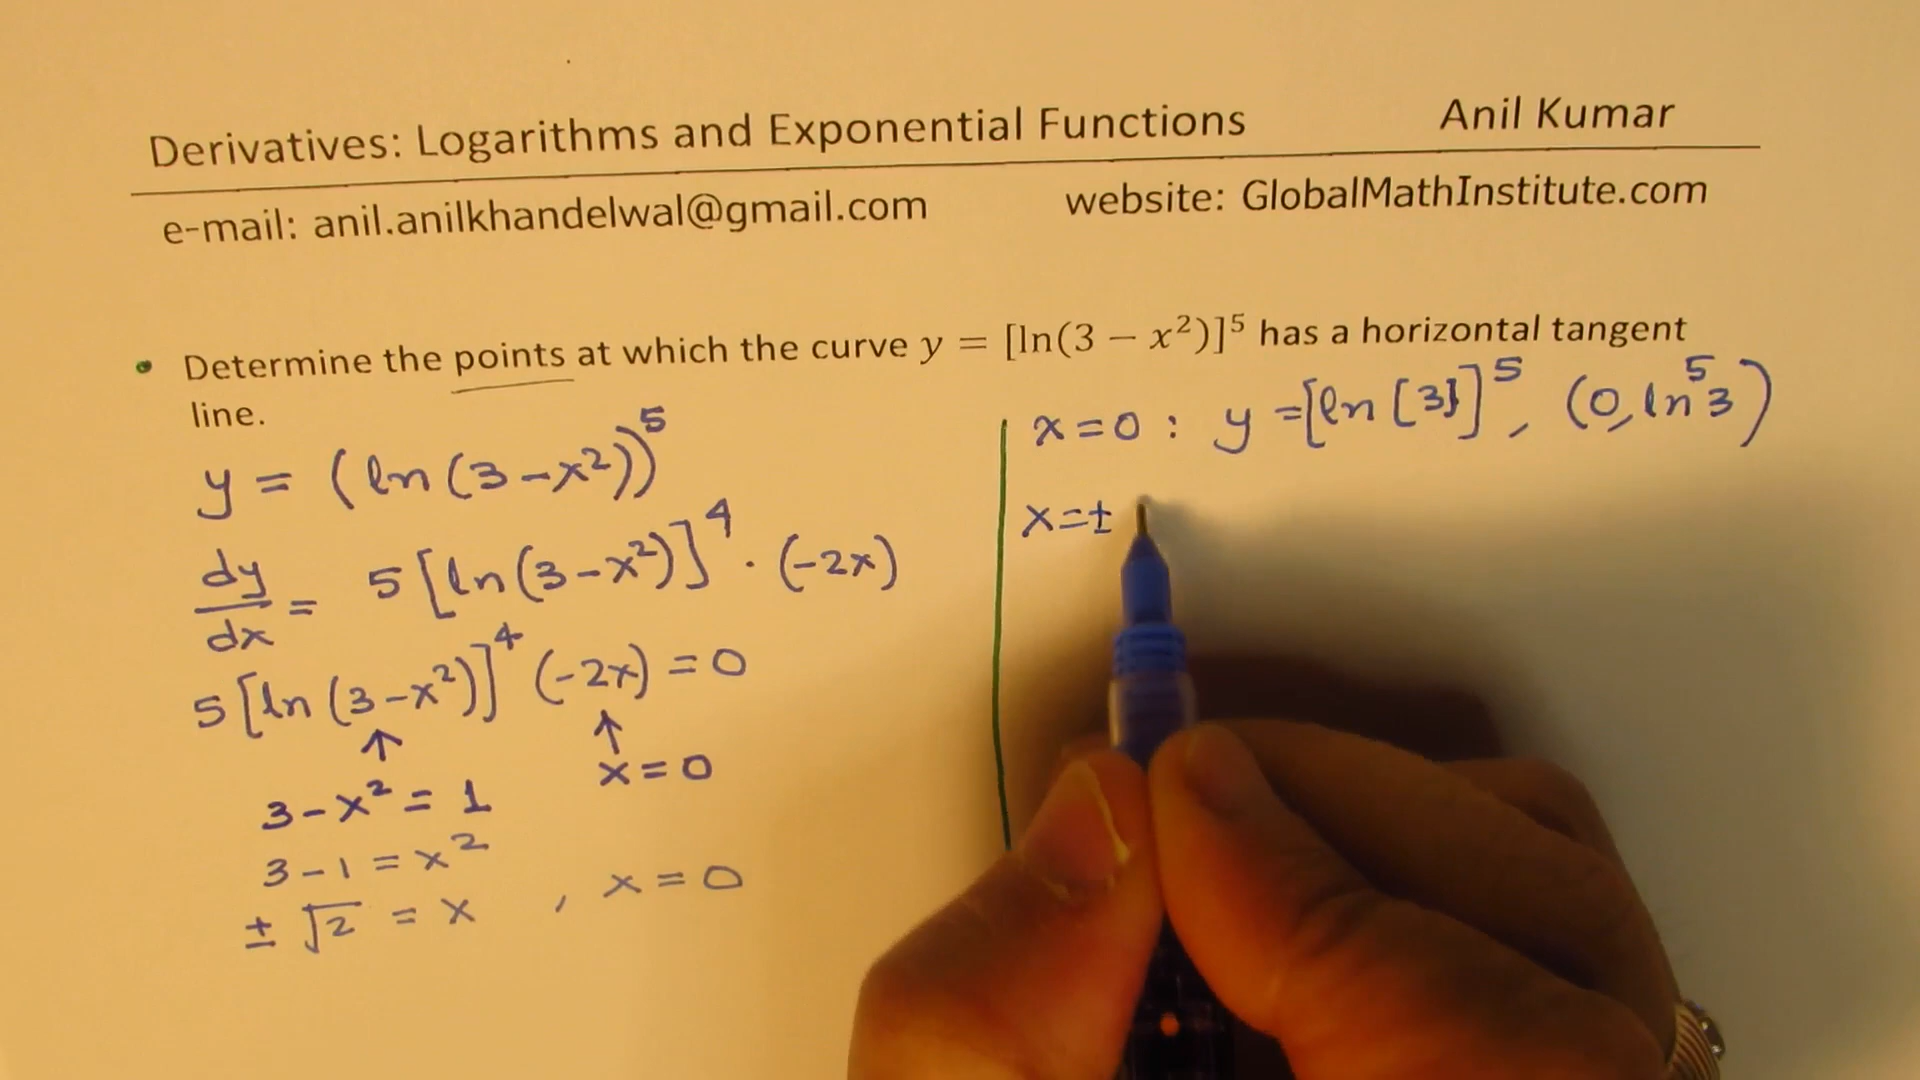 Derivatives: Logarithms and Exponential Functions Anil Kumar
e-mail: anil.anilkhandelwal@gmail.com website: GlobalMathInstitute.com
• Determine the points at which the curve y = [ln(3 − x²)]⁵ has a horizontal tangent
line.
y = (ln (3-x²))⁵
dy/dx = 5 [ln (3-x²)]⁴ · (-2x)
5 [ln (3-x²)]⁴ (-2x) = 0
↑ ↑
x = 0
3-x² = 1
3-1 = x²
± √2 = x , x = 0
x = 0 : y = [ln [3]]⁵ , (0, ln⁵3)
x = ±